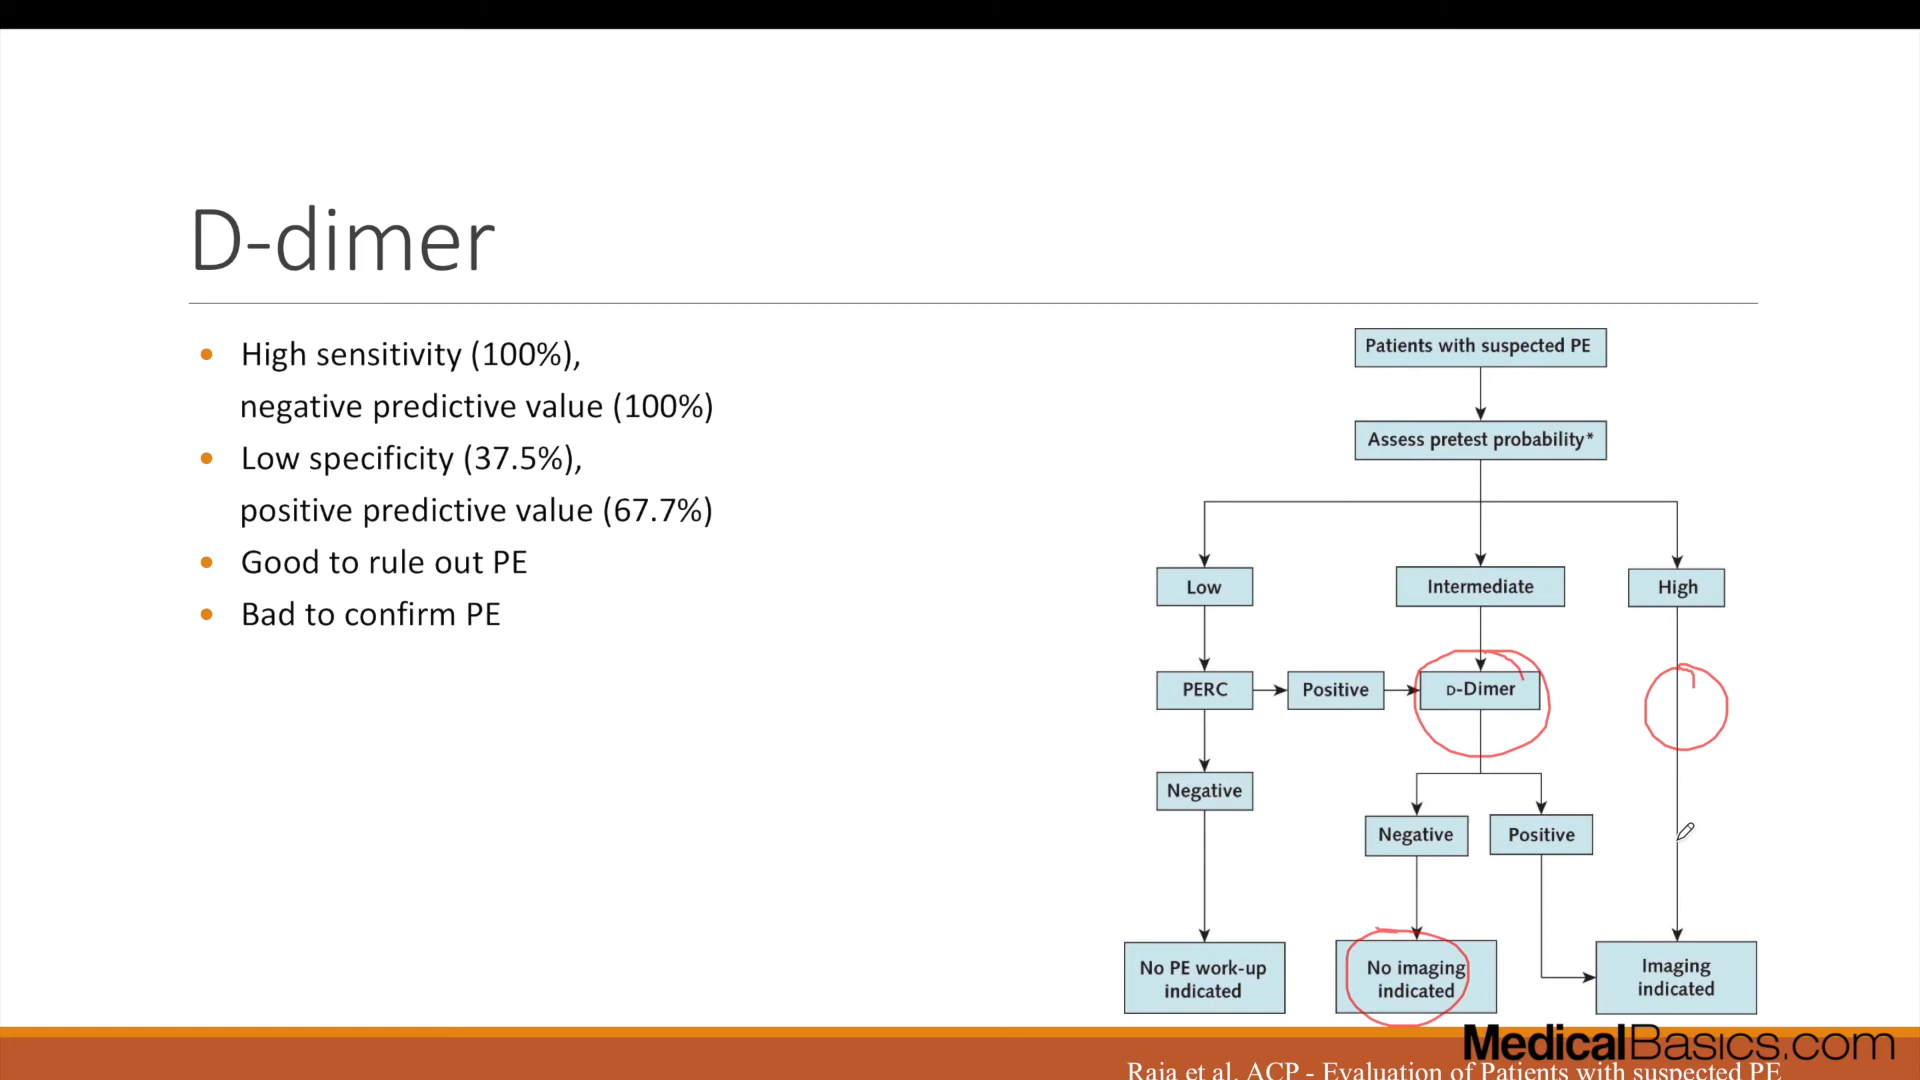 D-dimer
• High sensitivity (100%),
negative predictive value (100%)
• Low specificity (37.5%),
positive predictive value (67.7%)
• Good to rule out PE
• Bad to confirm PE
Patients with suspected PE
Assess pretest probability*
Low
Intermediate
High
PERC
Positive
D-Dimer
Negative
Negative
Positive
No PE work-up
indicated
No imaging
indicated
Imaging
indicated
MedicalBasics.com
Raja et al. ACP - Evaluation of Patients with suspected PE